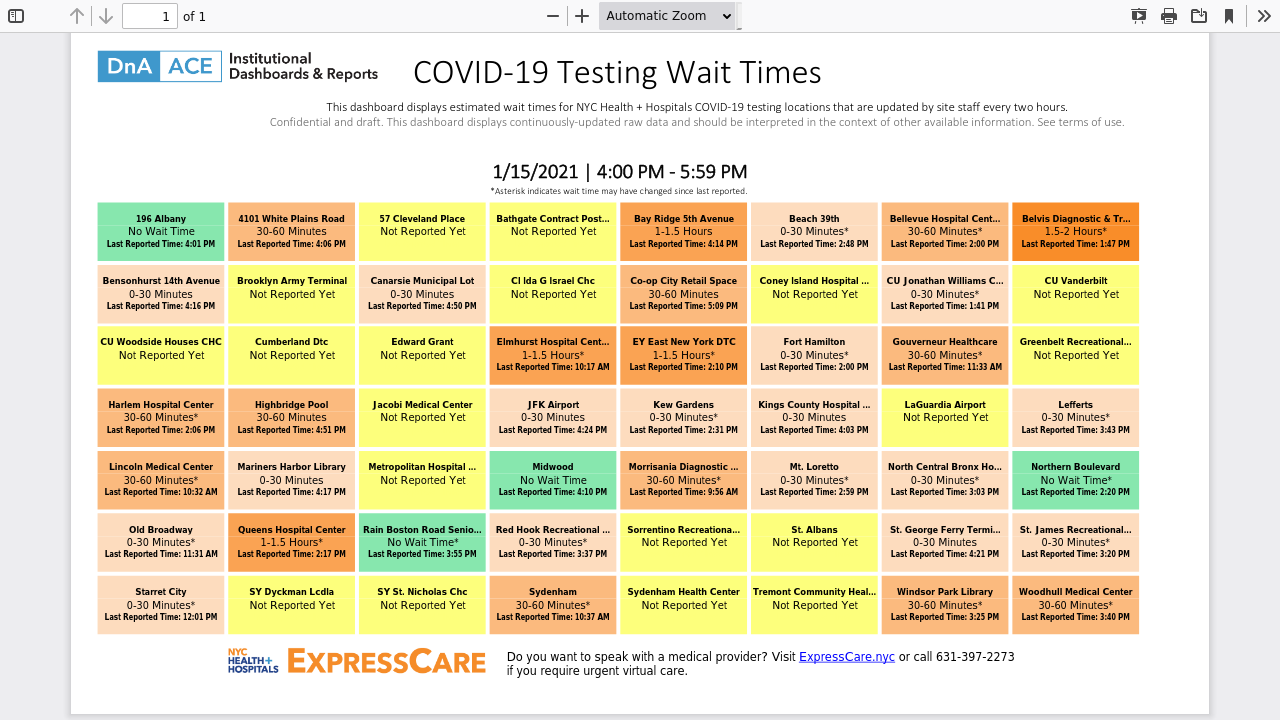 1 of 1
Automatic Zoom
DnA ACE Institutional
Dashboards & Reports
COVID-19 Testing Wait Times
This dashboard displays estimated wait times for NYC Health + Hospitals COVID-19 testing locations that are updated by site staff every two hours.
Confidential and draft. This dashboard displays continuously-updated raw data and should be interpreted in the context of other available information. See terms of use.
1/15/2021 | 4:00 PM - 5:59 PM
*Asterisk indicates wait time may have changed since last reported.
196 Albany
No Wait Time
Last Reported Time: 4:01 PM
4101 White Plains Road
30-60 Minutes
Last Reported Time: 4:06 PM
57 Cleveland Place
Not Reported Yet
Bathgate Contract Post...
Not Reported Yet
Bay Ridge 5th Avenue
1-1.5 Hours
Last Reported Time: 4:14 PM
Beach 39th
0-30 Minutes*
Last Reported Time: 2:48 PM
Bellevue Hospital Cent...
30-60 Minutes*
Last Reported Time: 2:00 PM
Belvis Diagnostic & Tr...
1.5-2 Hours*
Last Reported Time: 1:47 PM
Bensonhurst 14th Avenue
0-30 Minutes
Last Reported Time: 4:16 PM
Brooklyn Army Terminal
Not Reported Yet
Canarsie Municipal Lot
0-30 Minutes
Last Reported Time: 4:50 PM
Cl Ida G Israel Chc
Not Reported Yet
Co-op City Retail Space
30-60 Minutes
Last Reported Time: 5:09 PM
Coney Island Hospital ...
Not Reported Yet
CU Jonathan Williams C...
0-30 Minutes*
Last Reported Time: 1:41 PM
CU Vanderbilt
Not Reported Yet
CU Woodside Houses CHC
Not Reported Yet
Cumberland Dtc
Not Reported Yet
Edward Grant
Not Reported Yet
Elmhurst Hospital Cent...
1-1.5 Hours*
Last Reported Time: 10:17 AM
EY East New York DTC
1-1.5 Hours*
Last Reported Time: 2:10 PM
Fort Hamilton
0-30 Minutes*
Last Reported Time: 2:00 PM
Gouverneur Healthcare
30-60 Minutes*
Last Reported Time: 11:33 AM
Greenbelt Recreational...
Not Reported Yet
Harlem Hospital Center
30-60 Minutes*
Last Reported Time: 2:06 PM
Highbridge Pool
30-60 Minutes
Last Reported Time: 4:51 PM
Jacobi Medical Center
Not Reported Yet
JFK Airport
0-30 Minutes
Last Reported Time: 4:24 PM
Kew Gardens
0-30 Minutes*
Last Reported Time: 2:31 PM
Kings County Hospital ...
0-30 Minutes
Last Reported Time: 4:03 PM
LaGuardia Airport
Not Reported Yet
Lefferts
0-30 Minutes*
Last Reported Time: 3:43 PM
Lincoln Medical Center
30-60 Minutes*
Last Reported Time: 10:32 AM
Mariners Harbor Library
0-30 Minutes
Last Reported Time: 4:17 PM
Metropolitan Hospital ...
Not Reported Yet
Midwood
No Wait Time
Last Reported Time: 4:10 PM
Morrisania Diagnostic ...
30-60 Minutes*
Last Reported Time: 9:56 AM
Mt. Loretto
0-30 Minutes*
Last Reported Time: 2:59 PM
North Central Bronx Ho...
0-30 Minutes*
Last Reported Time: 3:03 PM
Northern Boulevard
No Wait Time*
Last Reported Time: 2:20 PM
Old Broadway
0-30 Minutes*
Last Reported Time: 11:31 AM
Queens Hospital Center
1-1.5 Hours*
Last Reported Time: 2:17 PM
Rain Boston Road Senio...
No Wait Time*
Last Reported Time: 3:55 PM
Red Hook Recreational ...
0-30 Minutes*
Last Reported Time: 3:37 PM
Sorrentino Recreationa...
Not Reported Yet
St. Albans
Not Reported Yet
St. George Ferry Termi...
0-30 Minutes
Last Reported Time: 4:21 PM
St. James Recreational...
0-30 Minutes*
Last Reported Time: 3:20 PM
Starret City
0-30 Minutes*
Last Reported Time: 12:01 PM
SY Dyckman Lcdla
Not Reported Yet
SY St. Nicholas Chc
Not Reported Yet
Sydenham
30-60 Minutes*
Last Reported Time: 10:37 AM
Sydenham Health Center
Not Reported Yet
Tremont Community Heal...
Not Reported Yet
Windsor Park Library
30-60 Minutes*
Last Reported Time: 3:25 PM
Woodhull Medical Center
30-60 Minutes*
Last Reported Time: 3:40 PM
NYC
HEALTH+
HOSPITALS
EXPRESSCARE
Do you want to speak with a medical provider? Visit ExpressCare.nyc or call 631-397-2273
if you require urgent virtual care.